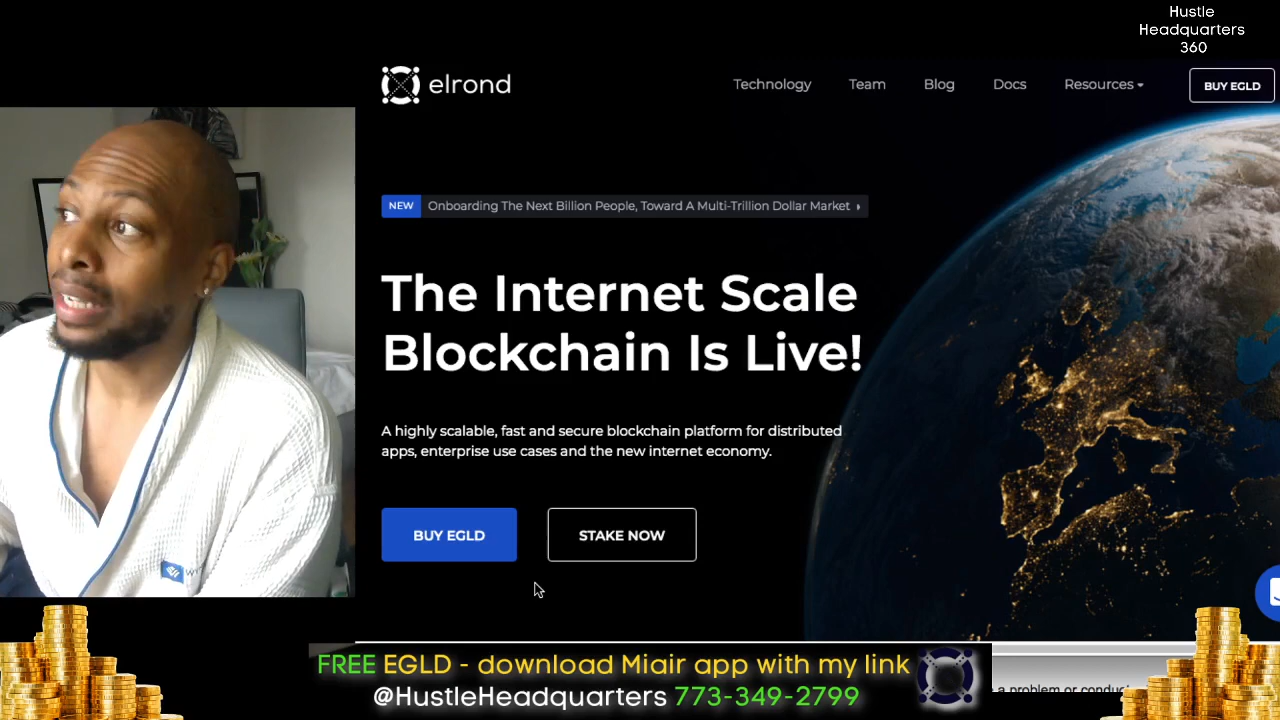 Hustle
Headquarters
360
elrond
Technology Team Blog Docs Resources BUY EGLD
NEW Onboarding The Next Billion People, Toward A Multi-Trillion Dollar Market
The Internet Scale
Blockchain Is Live!
A highly scalable, fast and secure blockchain platform for distributed
apps, enterprise use cases and the new internet economy.
BUY EGLD STAKE NOW
FREE EGLD - download Miair app with my link
@HustleHeadquarters 773-349-2799
a problem or